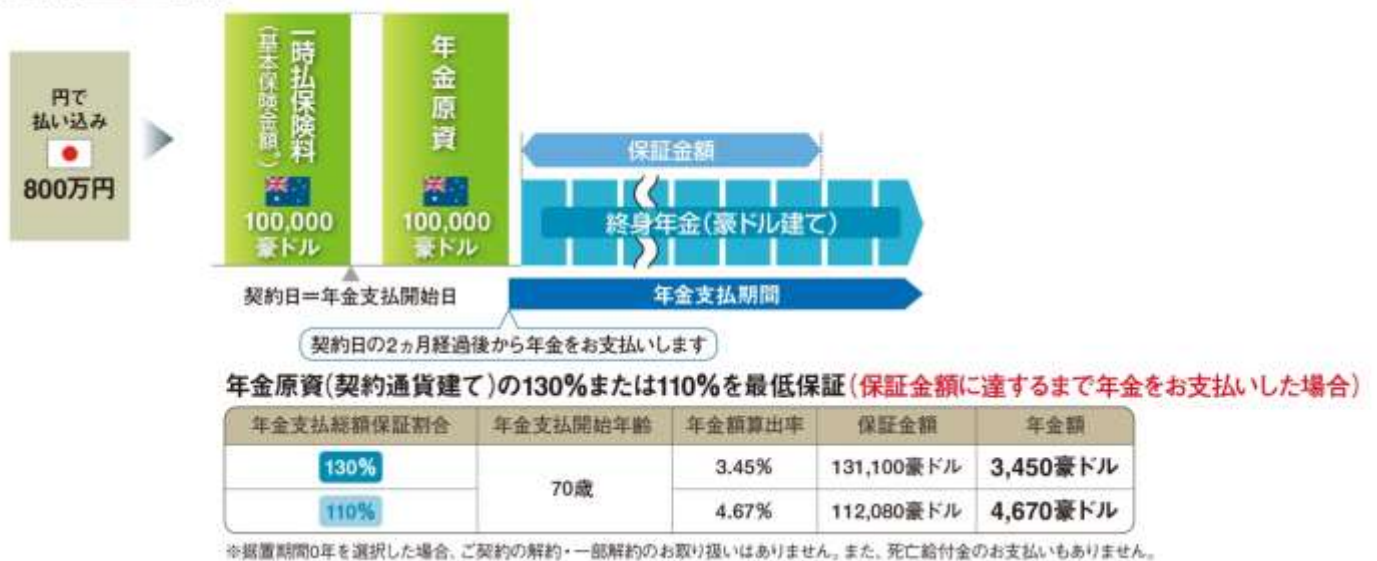 円で
払い込み
800万円
一時払保険料
(基本保険金額。)
100,000
豪ドル
年金原資
100,000
豪ドル
保証金額
終身年金(豪ドル建て)
契約日=年金支払開始日
年金支払期間
契約日の2ヵ月経過後から年金をお支払いします
年金原資(契約通貨建て)の130%または110%を最低保証(保証金額に達するまで年金をお支払いした場合)
年金支払総額保証割合 年金支払開始年齢 年金額算出率 保証金額 年金額
130% 70歳 3.45% 131,100豪ドル 3,450豪ドル
110% 4.67% 112,080豪ドル 4,670豪ドル
※据置期間0年を選択した場合、ご契約の解約・一部解約のお取り扱いはありません。また、死亡給付金のお支払いもありません。